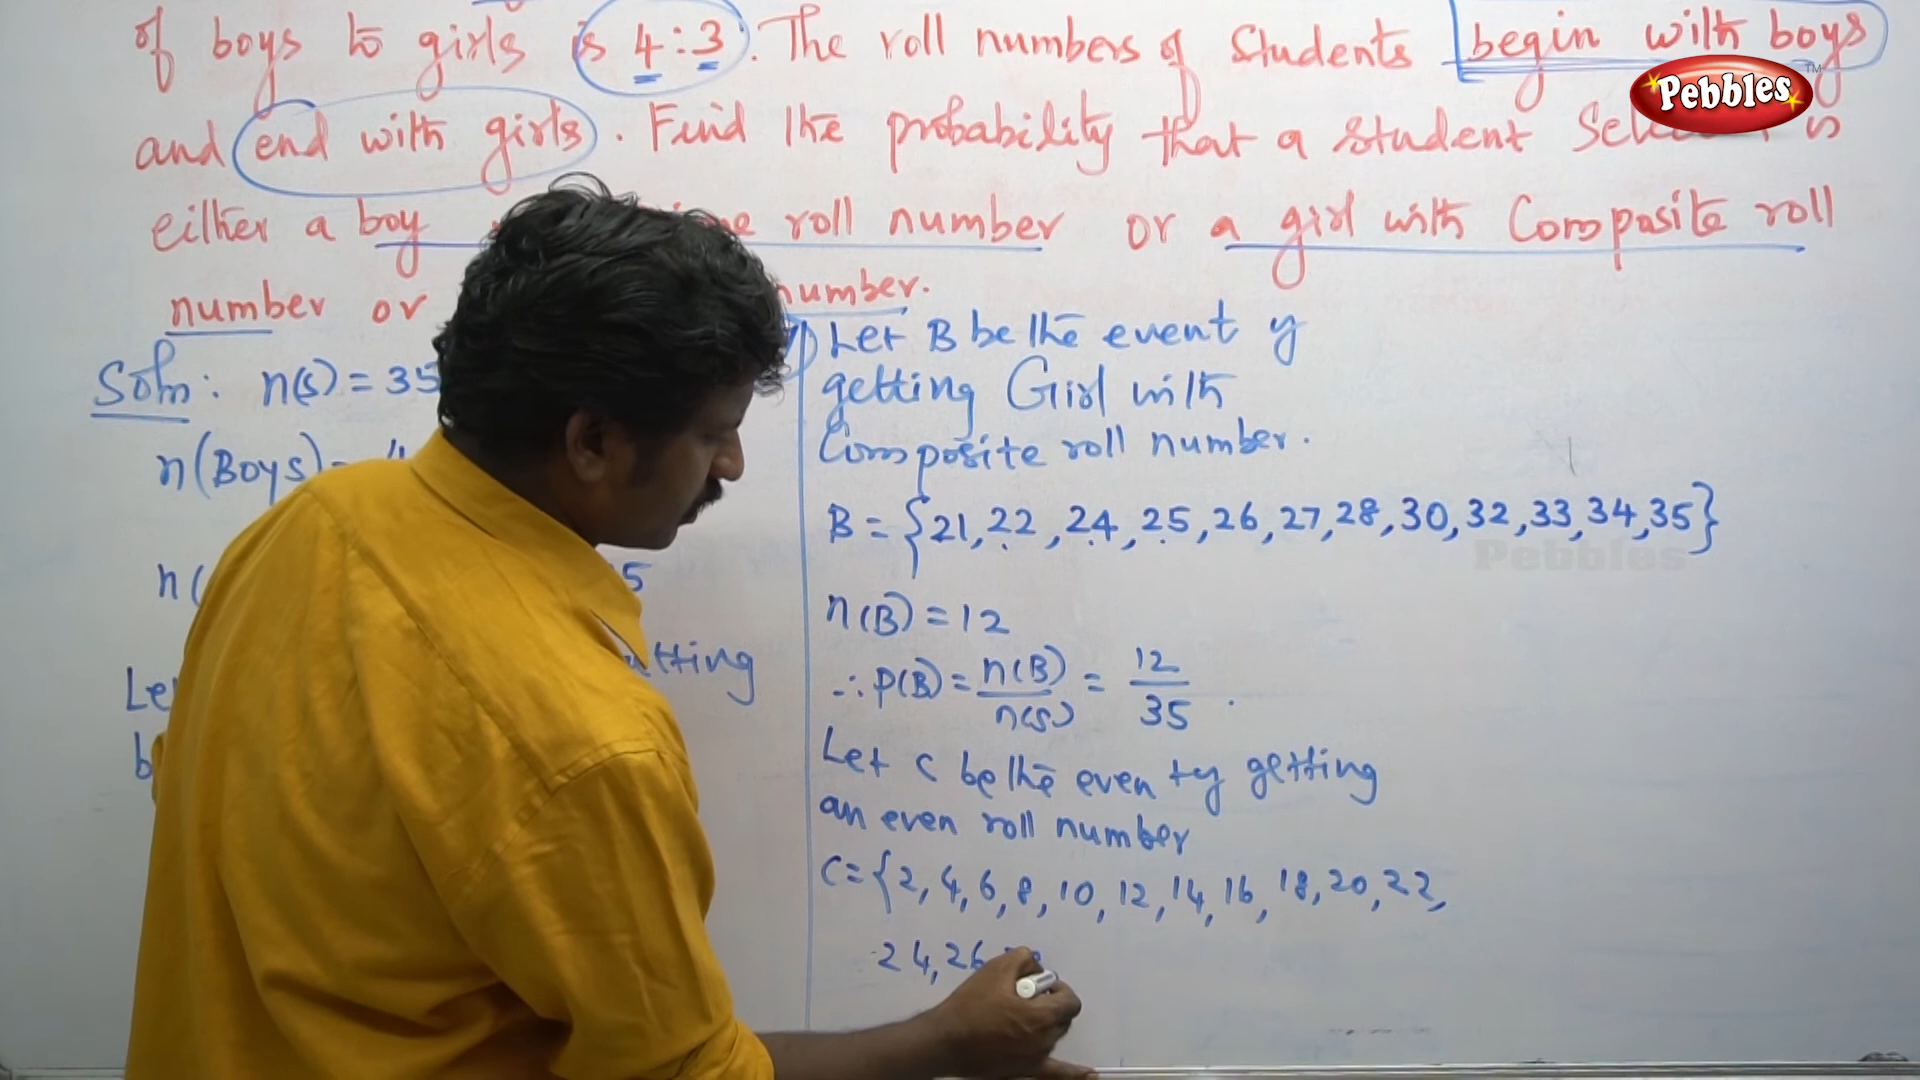 of boys to girls is 4:3. The roll numbers of students begin with boys
Pebbles TM
and end with girls. Find the probability that a student is
either a boy roll number or a girl with Composite roll
number or number.
Soln: n(s) = 35
n(Boys) =
n( 5
getting
Let B be the event of
getting Girl with
Composite roll number.
B = {21, 22, 24, 25, 26, 27, 28, 30, 32, 33, 34, 35}
Pebbles
n(B) = 12
∴ P(B) = n(B)/n(S) = 12/35.
Let C be the event of getting
an even roll number
C = {2, 4, 6, 8, 10, 12, 14, 16, 18, 20, 22,
24, 26